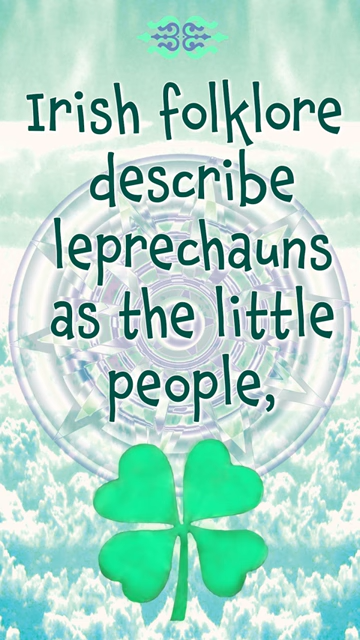 Irish folklore
describe
leprechauns
as the little
people,